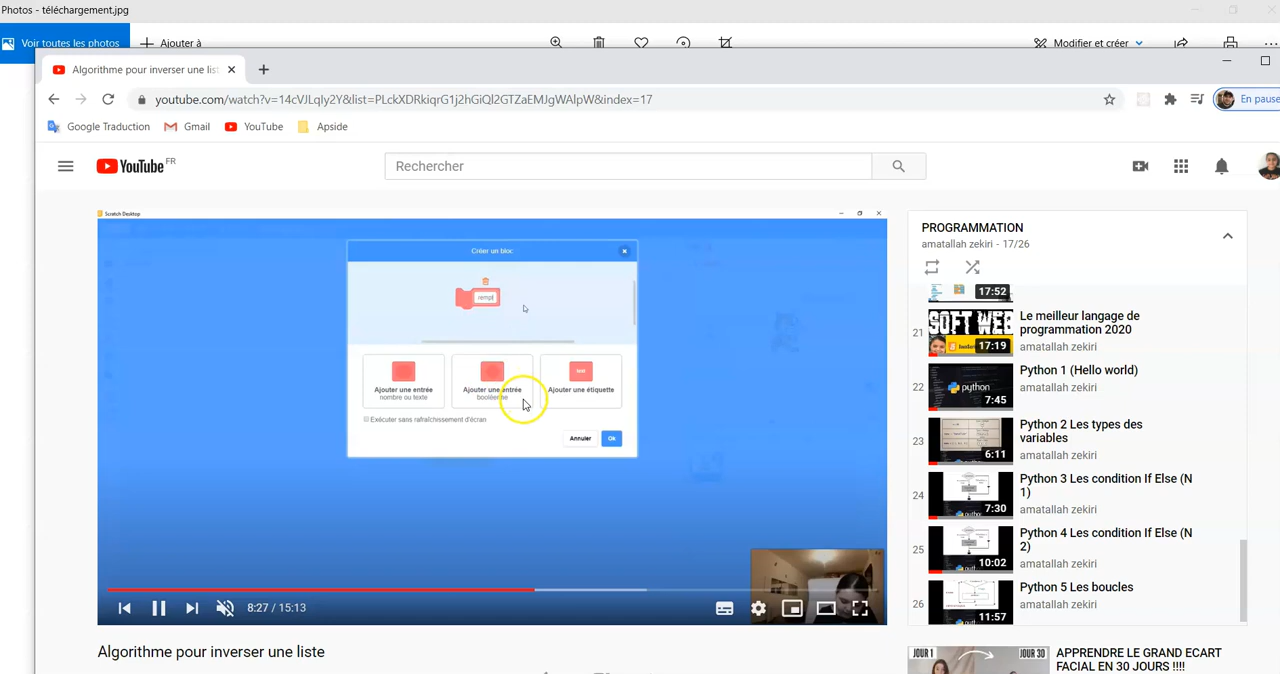 Photos - téléchargement.jpg
Voir toutes les photos
Ajouter à
Modifier et créer
Algorithme pour inverser une list
youtube.com/watch?v=14cVJLqIy2Y&list=PLckXDRkiqrG1j2hGiQl2GTZaEMJgWAlpW&index=17
En pause
Google Traduction
Gmail
YouTube
Apside
YouTube FR
Rechercher
Scratch Desktop
Créer un bloc
rempl
Ajouter une entrée
nombre ou texte
Ajouter une entrée
booléenne
text
Ajouter une étiquette
Exécuter sans rafraîchissement d'écran
Annuler
Ok
8:27 / 15:13
Algorithme pour inverser une liste
PROGRAMMATION
amatallah zekiri - 17/26
17:52
21
SOFT WEB
17:19
Le meilleur langage de
programmation 2020
amatallah zekiri
22
python
7:45
Python 1 (Hello world)
amatallah zekiri
23
6:11
Python 2 Les types des
variables
amatallah zekiri
24
7:30
Python 3 Les condition If Else (N
1)
amatallah zekiri
25
10:02
Python 4 Les condition If Else (N
2)
amatallah zekiri
26
11:57
Python 5 Les boucles
amatallah zekiri
JOUR 1
JOUR 30
APPRENDRE LE GRAND ECART
FACIAL EN 30 JOURS !!!!